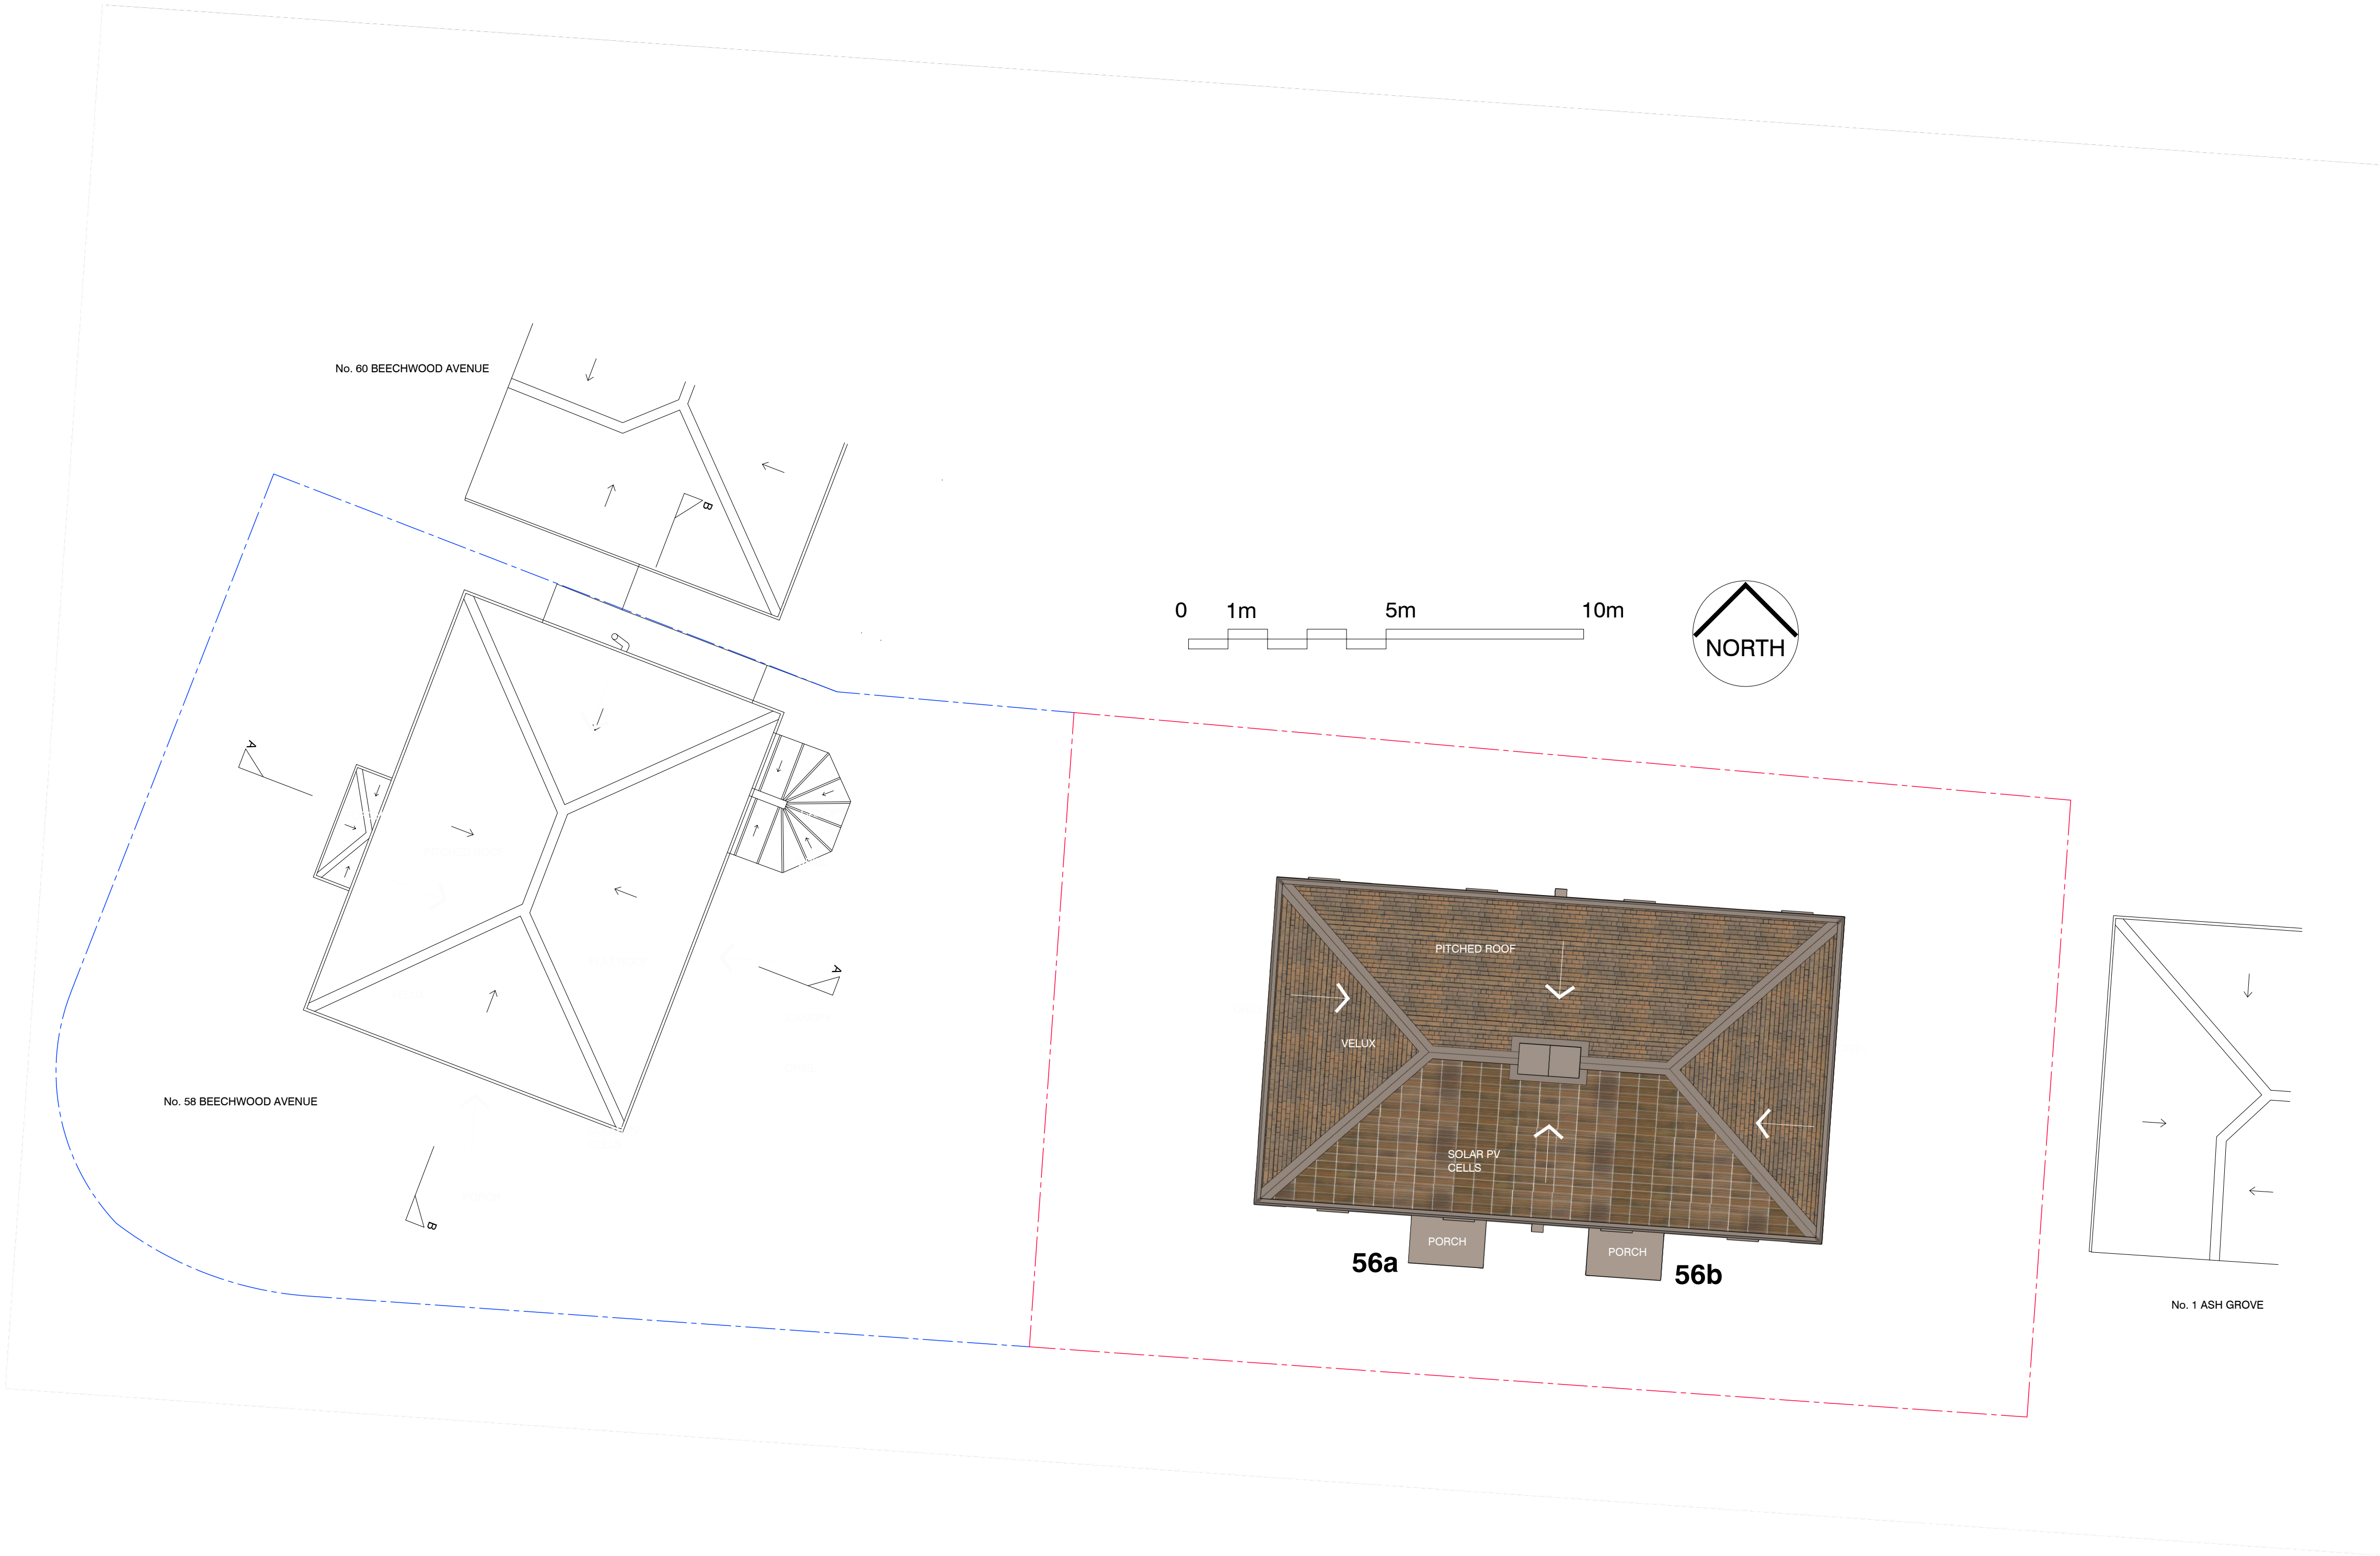 No. 60 BEECHWOOD AVENUE
B
0 1m 5m 10m
NORTH
A
PITCHED ROOF
A
VELUX
No. 58 BEECHWOOD AVENUE
SOLAR PV
CELLS
B
PORCH
PORCH
56a
56b
No. 1 ASH GROVE